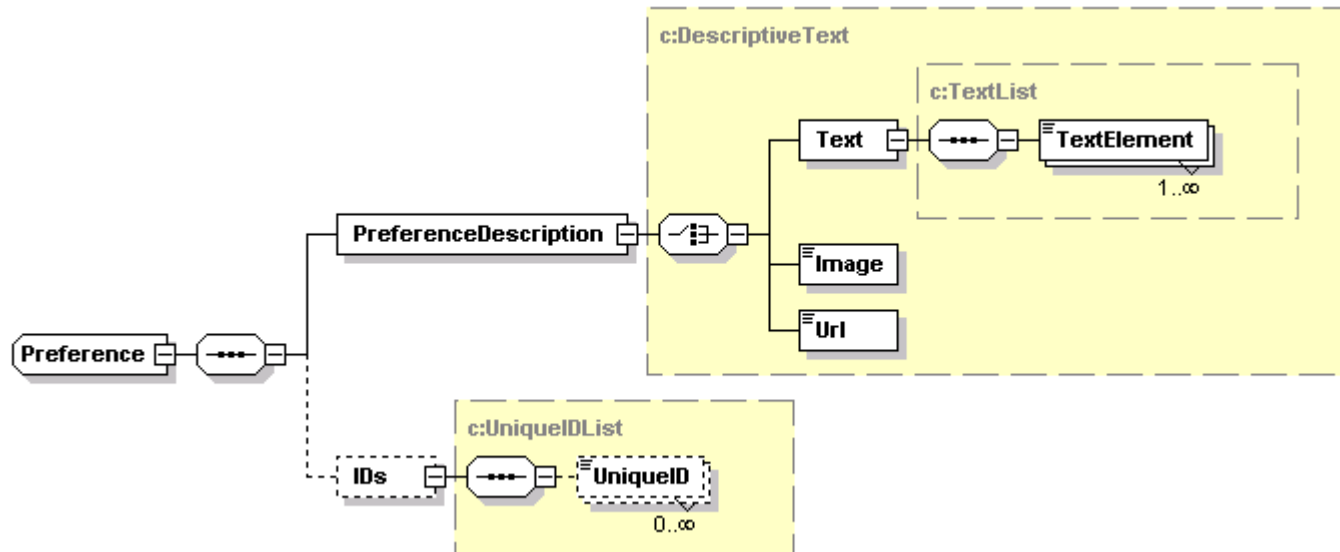 c:DescriptiveText
c:TextList
Text
TextElement
1..∞
PreferenceDescription
Image
Url
Preference
c:UniqueIDList
IDs
UniqueID
0..∞